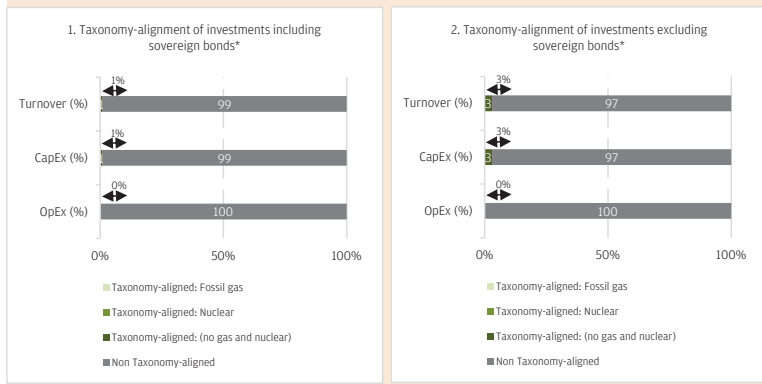 1. Taxonomy-alignment of investments including
sovereign bonds*
1%
Turnover (%)
1
99
1%
CapEx (%)
1
99
0%
OpEx (%)
100
0%
50%
100%
Taxonomy-aligned: Fossil gas
Taxonomy-aligned: Nuclear
Taxonomy-aligned: (no gas and nuclear)
Non Taxonomy-aligned
2. Taxonomy-alignment of investments excluding
sovereign bonds*
3%
Turnover (%)
3
97
3%
CapEx (%)
3
97
0%
OpEx (%)
100
0%
50%
100%
Taxonomy-aligned: Fossil gas
Taxonomy-aligned: Nuclear
Taxonomy-aligned: (no gas and nuclear)
Non Taxonomy-aligned